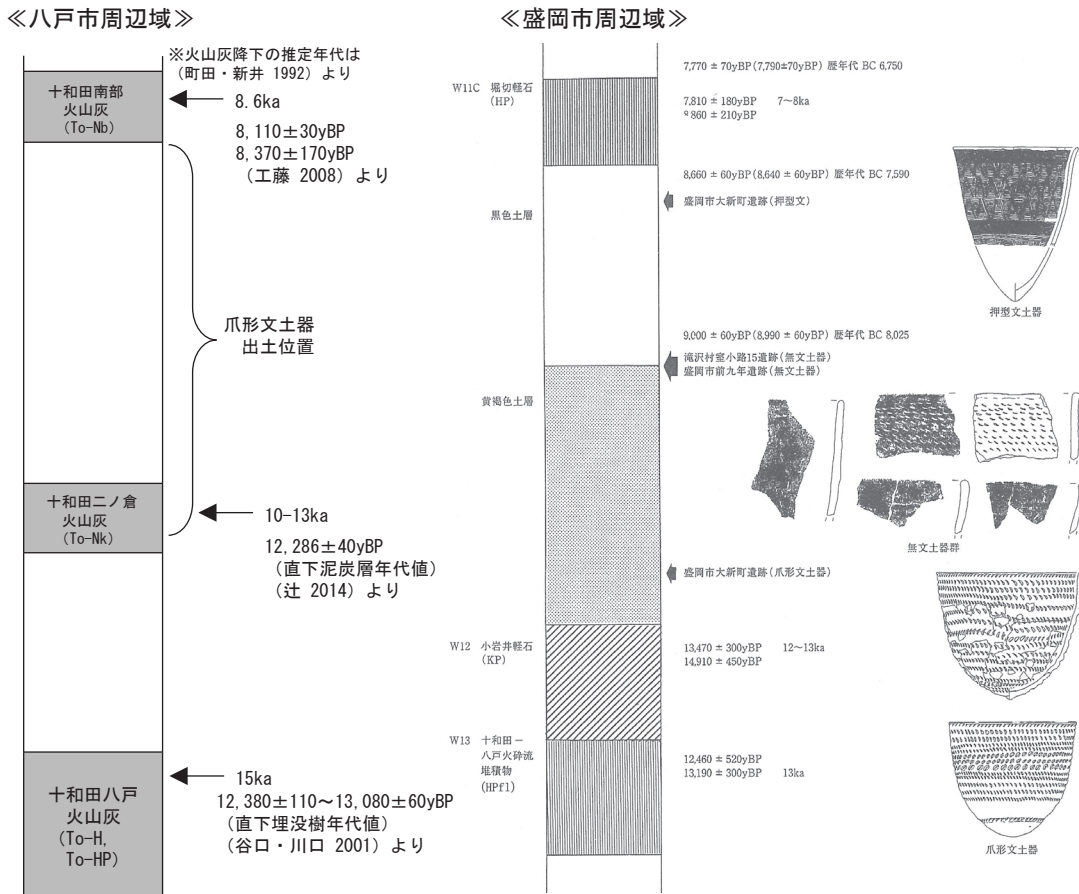 ≪八戸市周辺域≫
※火山灰降下の推定年代は
(町田・新井 1992) より
十和田南部
火山灰
(To-Nb)
8.6ka
8,110±30yBP
8,370±170yBP
(工藤 2008) より
爪形文土器
出土位置
十和田二ノ倉
火山灰
(To-Nk)
10-13ka
12,286±40yBP
(直下泥炭層年代値)
(辻 2014) より
十和田八戸
火山灰
(To-H,
To-HP)
15ka
12,380±110～13,080±60yBP
(直下埋没樹年代値)
(谷口・川口 2001) より
≪盛岡市周辺域≫
W11C 堀切軽石
(HP)
7,770 ± 70yBP(7,790±70yBP) 歴年代 BC 6,750
7,810 ± 180yBP 7～8ka
860 ± 210yBP
8,660 ± 60yBP(8,640 ± 60yBP) 歴年代 BC 7,590
盛岡市大新町遺跡(押型文)
黒色土層
押型文土器
9,000 ± 60yBP(8,990 ± 60yBP) 歴年代 BC 8,025
滝沢村室小路15遺跡(無文土器)
盛岡市前九年遺跡(無文土器)
黄褐色土層
無文土器群
盛岡市大新町遺跡(爪形文土器)
W12 小岩井軽石
(KP)
13,470 ± 300yBP 12～13ka
14,910 ± 450yBP
W13 十和田－
八戸火砕流
堆積物
(HPfl)
12,460 ± 520yBP
13,190 ± 300yBP 13ka
爪形文土器